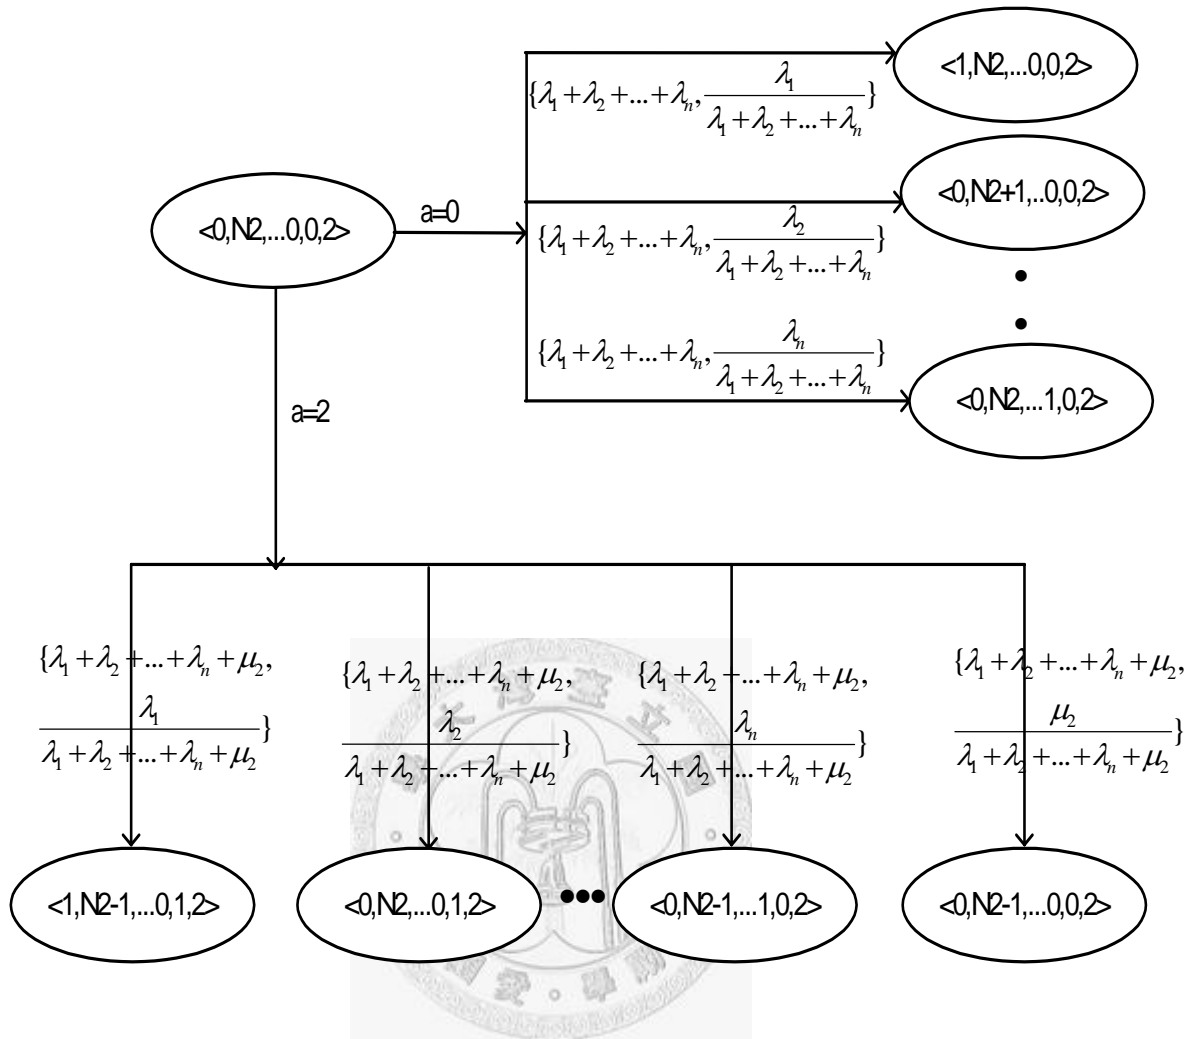 <1,N2,...0,0,2>
{λ₁+λ₂+...+λₙ, λ₁/(λ₁+λ₂+...+λₙ)}
<0,N2+1,..0,0,2>
<0,N2,...0,0,2>
a=0
{λ₁+λ₂+...+λₙ, λ₂/(λ₁+λ₂+...+λₙ)}
{λ₁+λ₂+...+λₙ, λₙ/(λ₁+λ₂+...+λₙ)}
<0,N2,...1,0,2>
a=2
{λ₁+λ₂+...+λₙ+μ₂,
λ₁/(λ₁+λ₂+...+λₙ+μ₂)}
{λ₁+λ₂+...+λₙ+μ₂,
λ₂/(λ₁+λ₂+...+λₙ+μ₂)}
{λ₁+λ₂+...+λₙ+μ₂,
λₙ/(λ₁+λ₂+...+λₙ+μ₂)}
{λ₁+λ₂+...+λₙ+μ₂,
μ₂/(λ₁+λ₂+...+λₙ+μ₂)}
<1,N2-1,...0,1,2>
<0,N2,...0,1,2>
<0,N2-1,...1,0,2>
<0,N2-1,...0,0,2>